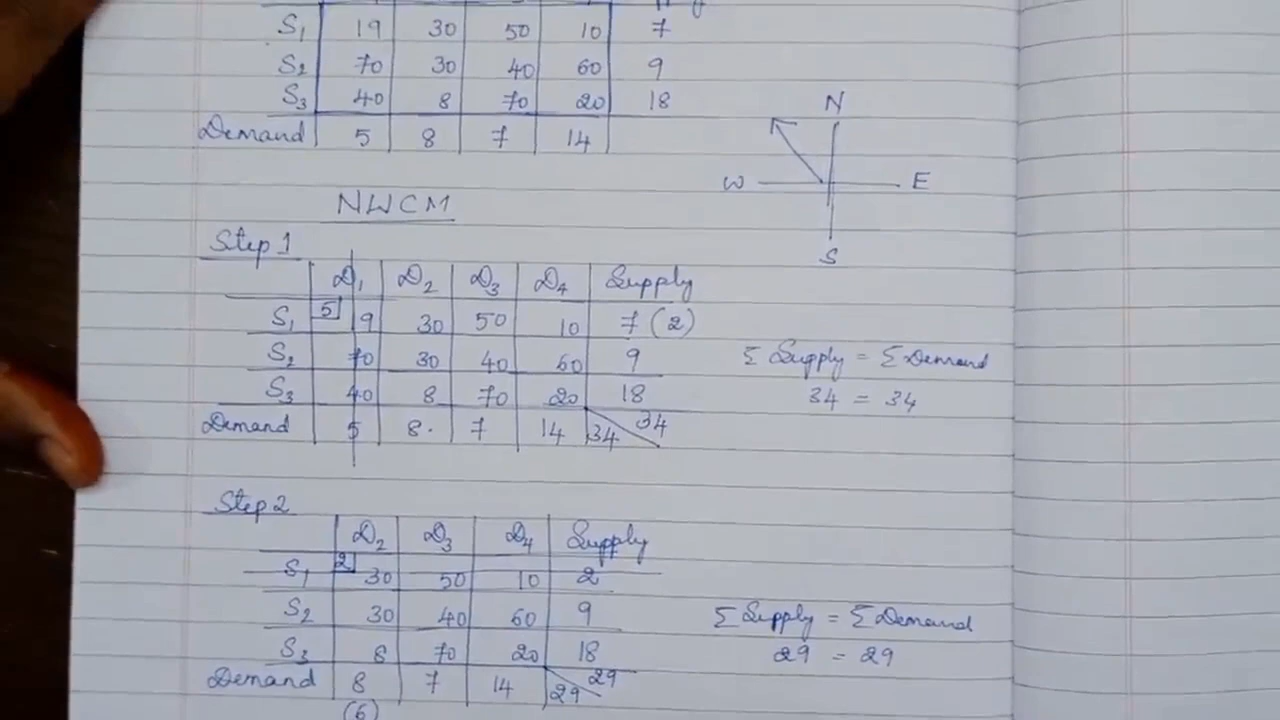 S1 19 30 50 10 7
S2 70 30 40 60 9
S3 40 8 70 20 18
Demand 5 8 7 14
N
W E
S
NWCM
Step 1
D1 D2 D3 D4 Supply
S1 5 9 30 50 10 7 (2)
S2 70 30 40 60 9
S3 40 8 70 20 18
Demand 5 8. 7 14 34 34
Σ Supply = Σ Demand
34 = 34
Step 2
D2 D3 D4 Supply
S1 2 30 50 10 2
S2 30 40 60 9
S3 8 70 20 18
Demand 8 7 14 29 29
(6)
Σ Supply = Σ Demand
29 = 29